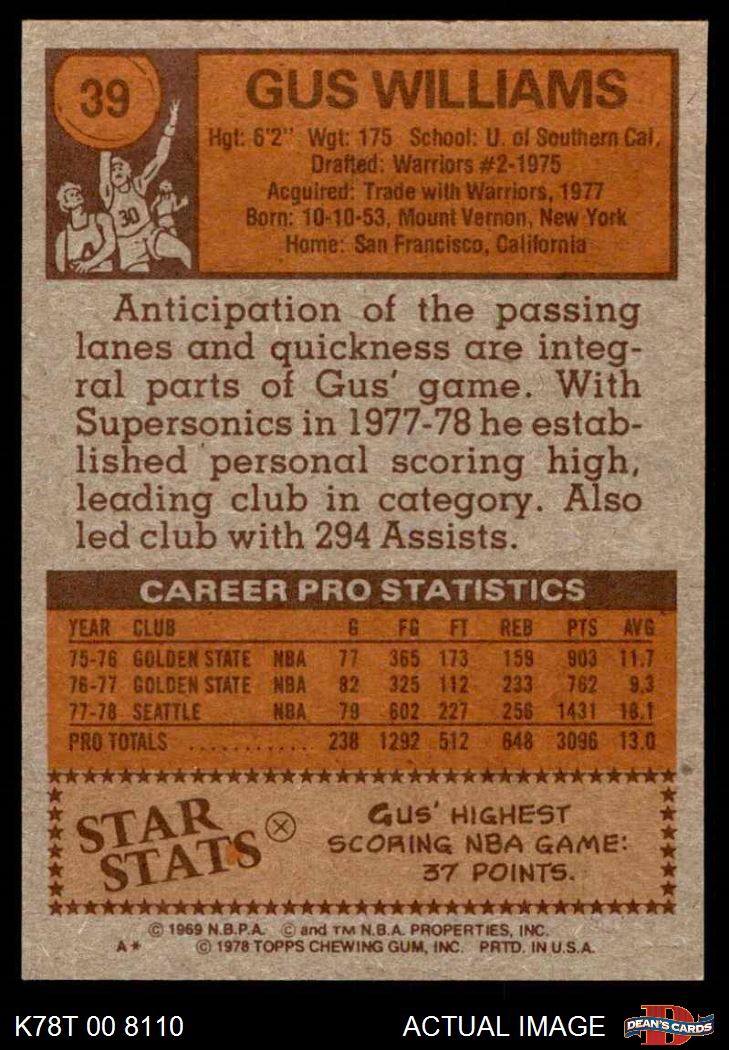 39
GUS WILLIAMS
Hgt: 6'2" Wgt: 175 School: U. of Southern Cal.
Drafted: Warriors #2-1975
Acquired: Trade with Warriors, 1977
Born: 10-10-53, Mount Vernon, New York
Home: San Francisco, California
30
Anticipation of the passing
lanes and quickness are integ-
ral parts of Gus' game. With
Supersonics in 1977-78 he estab-
lished personal scoring high,
leading club in category. Also
led club with 294 Assists.
CAREER PRO STATISTICS
YEAR CLUB G FG FT REB PTS AVG
75-76 GOLDEN STATE NBA 77 365 173 159 903 11.7
76-77 GOLDEN STATE NBA 82 325 112 233 762 9.3
77-78 SEATTLE NBA 79 602 227 256 1431 18.1
PRO TOTALS ............ 238 1292 512 648 3096 13.0
STAR
STATS
GUS' HIGHEST
SCORING NBA GAME:
37 POINTS.
© 1969 N.B.P.A. © and TM N.B.A. PROPERTIES, INC.
A* © 1978 TOPPS CHEWING GUM, INC. PRTD. IN U.S.A.
K78T 00 8110 ACTUAL IMAGE D DEAN'S CARDS